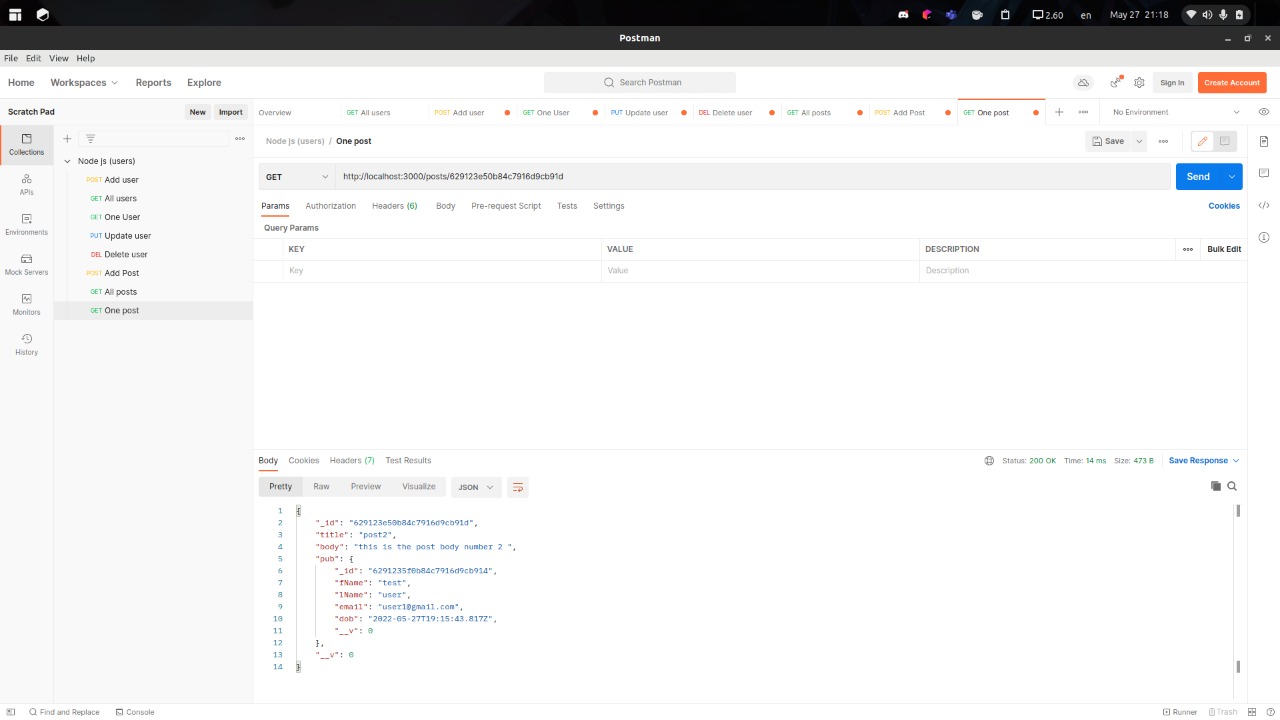 2.60 en May 27 21:18
Postman
File Edit View Help
Home Workspaces Reports Explore Search Postman Sign In Create Account
Scratch Pad New Import
Overview GET All users POST Add user GET One User PUT Update user DEL Delete user GET All posts POST Add Post GET One post No Environment
Collections
APIs
Environments
Mock Servers
Monitors
History
Node js (users)
POST Add user
GET All users
GET One User
PUT Update user
DEL Delete user
POST Add Post
GET All posts
GET One post
Node js (users) / One post Save
GET http://localhost:3000/posts/629123e50b84c7916d9cb91d Send
Params Authorization Headers (6) Body Pre-request Script Tests Settings Cookies
Query Params
KEY VALUE DESCRIPTION Bulk Edit
Key Value Description
Body Cookies Headers (7) Test Results Status: 200 OK Time: 14 ms Size: 473 B Save Response
Pretty Raw Preview Visualize JSON
1 {
2 "_id": "629123e50b84c7916d9cb91d",
3 "title": "post2",
4 "body": "this is the post body number 2 ",
5 "pub": {
6 "_id": "6291235f0b84c7916d9cb914",
7 "fName": "test",
8 "lName": "user",
9 "email": "user1@gmail.com",
10 "dob": "2022-05-27T19:15:43.817Z",
11 "__v": 0
12 },
13 "__v": 0
14 }
Find and Replace Console Runner Trash